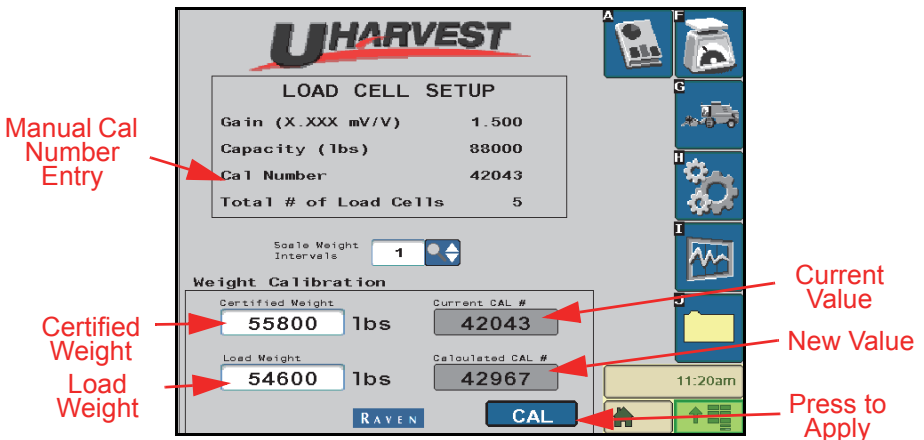 UHARVEST
LOAD CELL SETUP
Gain (X.XXX mV/V) 1.500
Capacity (lbs) 88000
Cal Number 42043
Total # of Load Cells 5
Scale Weight
Intervals
1
Weight Calibration
Certified Weight
55800 lbs
Current CAL #
42043
Load Weight
54600 lbs
Calculated CAL #
42967
RAVEN
CAL
A
F
G
H
I
J
11:20am
Manual Cal
Number
Entry
Certified
Weight
Load
Weight
Current
Value
New Value
Press to
Apply